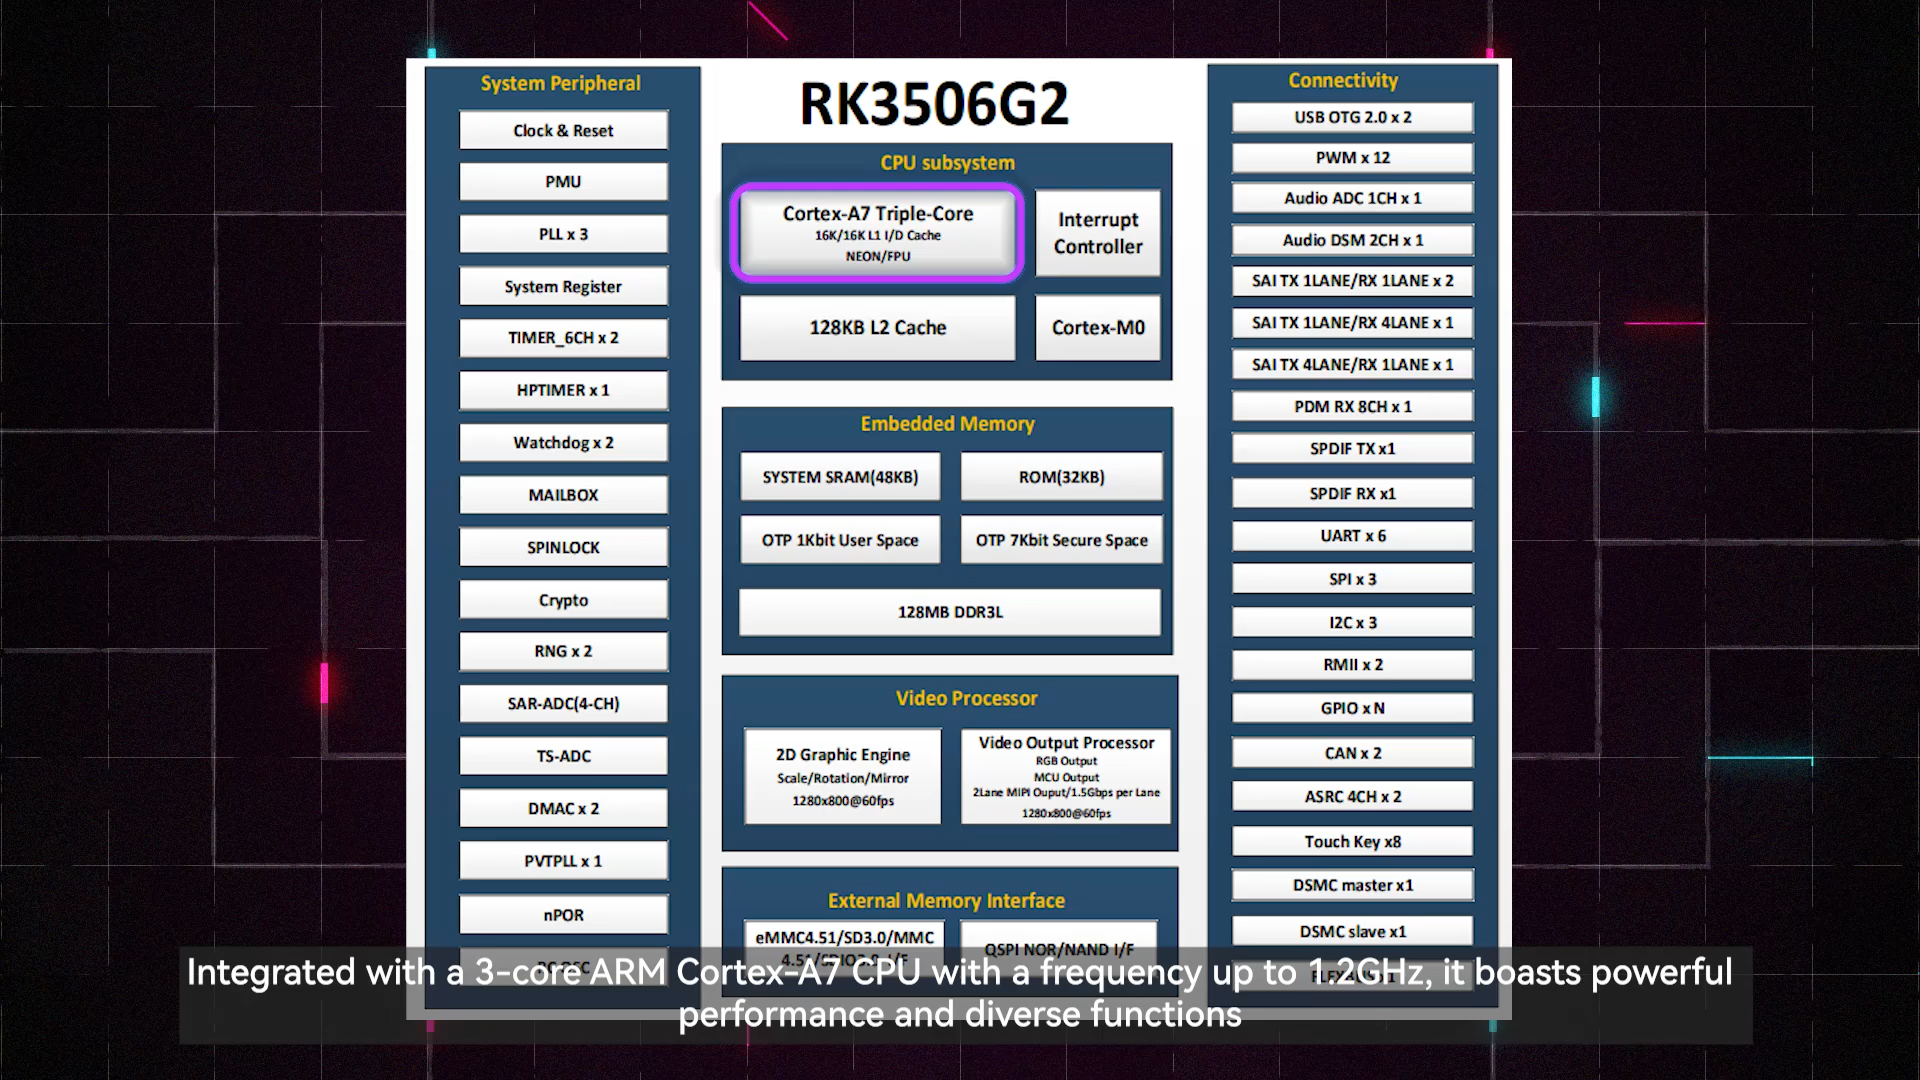 System Peripheral
Clock & Reset
PMU
PLL x 3
System Register
TIMER_6CH x 2
HPTIMER x 1
Watchdog x 2
MAILBOX
SPINLOCK
Crypto
RNG x 2
SAR-ADC(4-CH)
TS-ADC
DMAC x 2
PVTPLL x 1
nPOR
RK3506G2
CPU subsystem
Cortex-A7 Triple-Core
16K/16K L1 I/D Cache
NEON/FPU
Interrupt
Controller
128KB L2 Cache
Cortex-M0
Embedded Memory
SYSTEM SRAM(48KB)
ROM(32KB)
OTP 1Kbit User Space
OTP 7Kbit Secure Space
128MB DDR3L
Video Processor
2D Graphic Engine
Scale/Rotation/Mirror
1280x800@60fps
Video Output Processor
RGB Output
MCU Output
2Lane MIPI Ouput/1.5Gbps per Lane
1280x800@60fps
External Memory Interface
eMMC4.51/SD3.0/MMC
QSPI NOR/NAND I/F
Connectivity
USB OTG 2.0 x 2
PWM x 12
Audio ADC 1CH x 1
Audio DSM 2CH x 1
SAI TX 1LANE/RX 1LANE x 2
SAI TX 1LANE/RX 4LANE x 1
SAI TX 4LANE/RX 1LANE x 1
PDM RX 8CH x 1
SPDIF TX x1
SPDIF RX x1
UART x 6
SPI x 3
I2C x 3
RMII x 2
GPIO x N
CAN x 2
ASRC 4CH x 2
Touch Key x8
DSMC master x1
DSMC slave x1
Integrated with a 3-core ARM Cortex-A7 CPU with a frequency up to 1.2GHz, it boasts powerful
performance and diverse functions